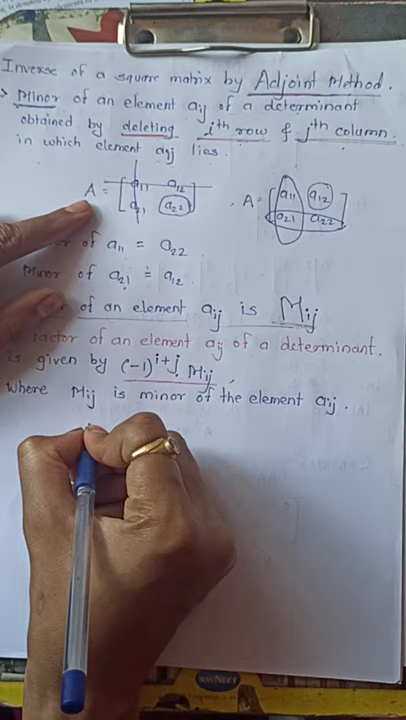 Inverse of a square matrix by Adjoint Method.
> Minor of an element aij of a determinant
obtained by deleting ith row & jth column.
in which element aij lies.
A = [ a11 a12
a21 a22 ]
A = [ a11 a12
a21 a22 ]
of a11 = a22
Minor of a21 = a12
of an element aij is Mij
factor of an element aij of a determinant.
is given by (-1)^i+j. Mij
where Mij is minor of the element aij.
NAVNEET